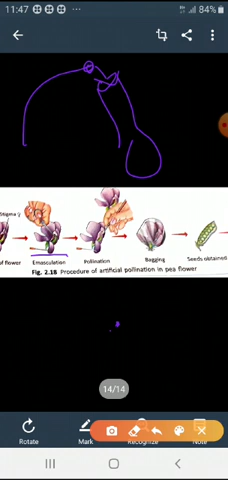 11:47
84%
Stigma ♀
of flower
Emasculation
Pollination
Bagging
Seeds obtained
Fig. 2.18 Procedure of artificial pollination in pea flower
14/14
Rotate
Mark
Recognize
Note